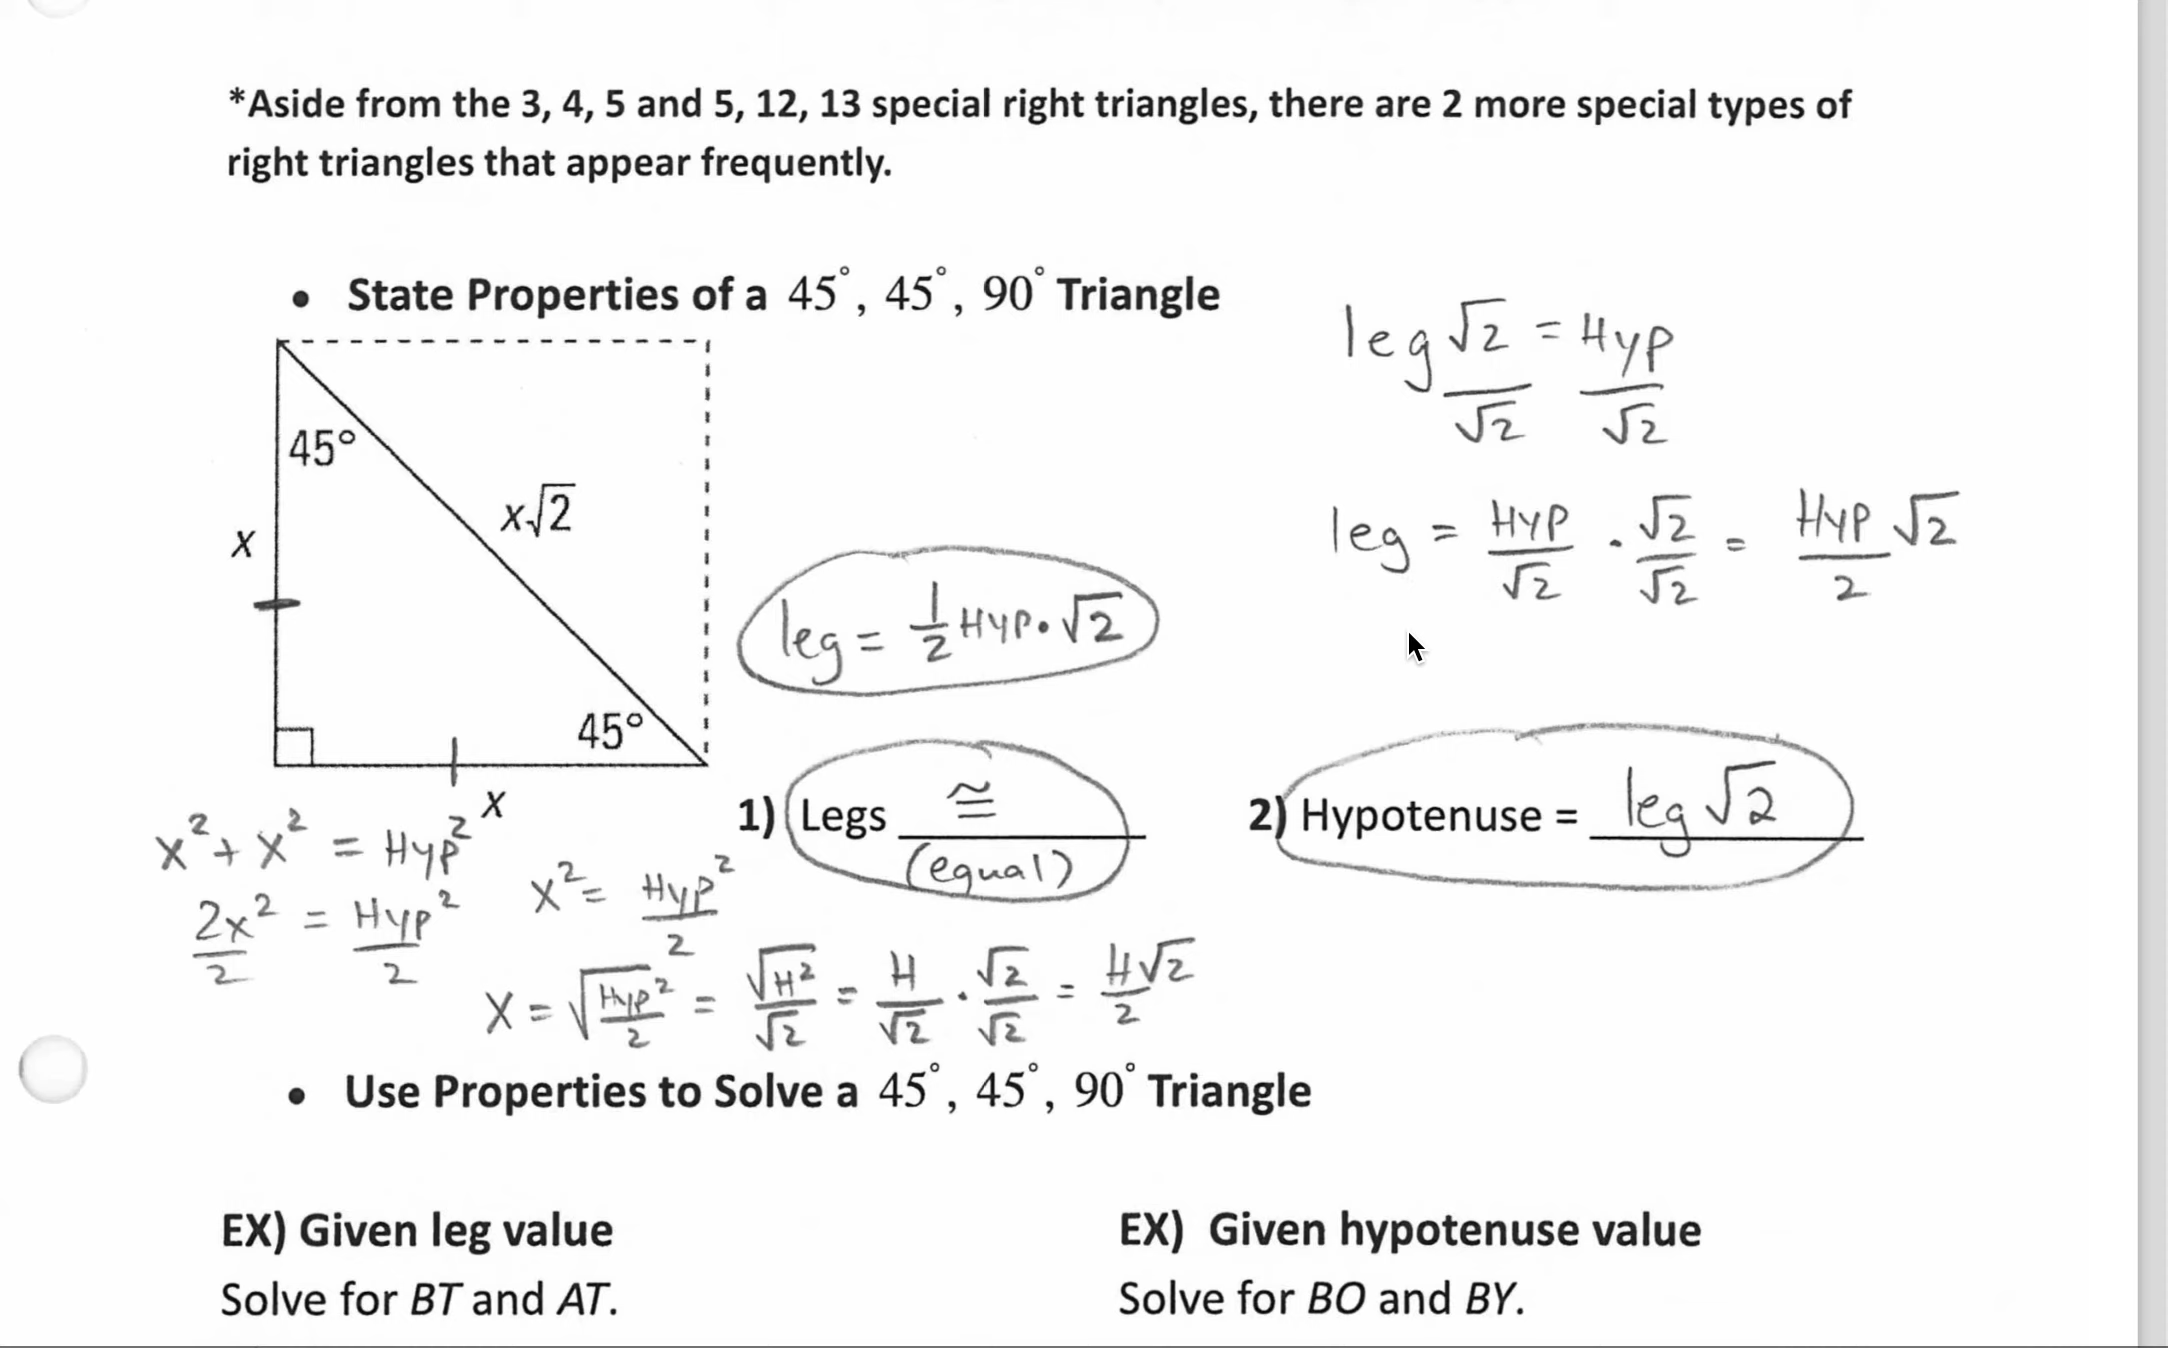 *Aside from the 3, 4, 5 and 5, 12, 13 special right triangles, there are 2 more special types of
right triangles that appear frequently.
• State Properties of a 45°, 45°, 90° Triangle
leg√2 = Hyp
√2 √2
45°
x√2
x
leg = Hyp/√2 · √2/√2 = Hyp√2/2
leg = 1/2 Hyp·√2
45°
x
1) Legs ≅
(equal)
2) Hypotenuse = leg√2
x² + x² = Hyp²
2x²/2 = Hyp²/2
x² = Hyp²/2
x = √(Hyp²/2) = √H²/√2 = H/√2 · √2/√2 = H√2/2
• Use Properties to Solve a 45°, 45°, 90° Triangle
EX) Given leg value
Solve for BT and AT.
EX) Given hypotenuse value
Solve for BO and BY.